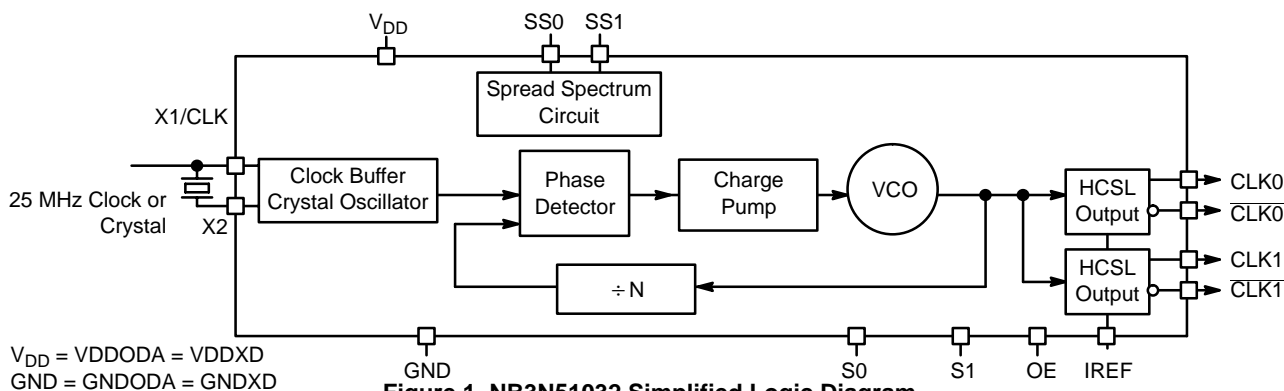 V_DD
SS0 SS1
Spread Spectrum
Circuit
X1/CLK
Clock Buffer
Crystal Oscillator
Phase
Detector
Charge
Pump
VCO
HCSL
Output
CLK0
CLK0
25 MHz Clock or
Crystal
X2
÷ N
HCSL
Output
CLK1
CLK1
V_DD = VDDODA = VDDXD
GND = GNDODA = GNDXD
GND
S0 S1 OE IREF
Figure 1. NB3N51032 Simplified Logic Diagram